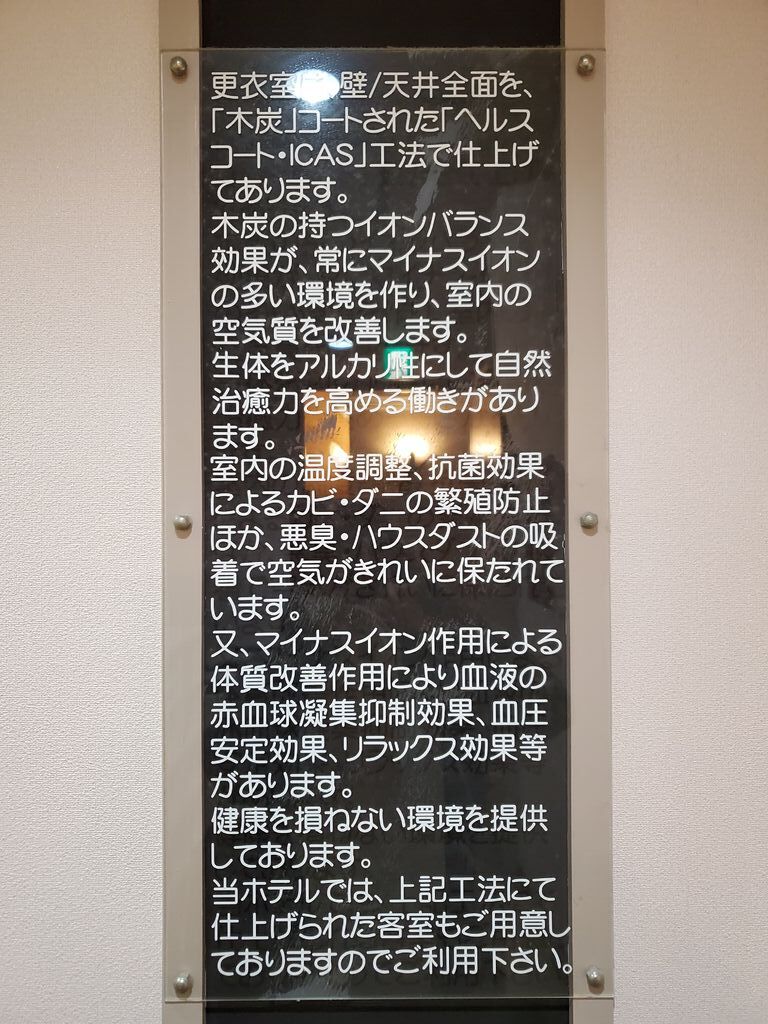 更衣室は、壁/天井全面を、
「木炭」コートされた「ヘルス
コート・ICAS」工法で仕上げ
てあります。
木炭の持つイオンバランス
効果が、常にマイナスイオン
の多い環境を作り、室内の
空気質を改善します。
生体をアルカリ性にして自然
治癒力を高める働きがあり
ます。
室内の温度調整、抗菌効果
によるカビ・ダニの繁殖防止
ほか、悪臭・ハウスダストの吸
着で空気がきれいに保たれて
います。
又、マイナスイオン作用による
体質改善作用により血液の
赤血球凝集抑制効果、血圧
安定効果、リラックス効果等
があります。
健康を損ねない環境を提供
しております。
当ホテルでは、上記工法にて
仕上げられた客室もご用意し
ておりますのでご利用下さい。